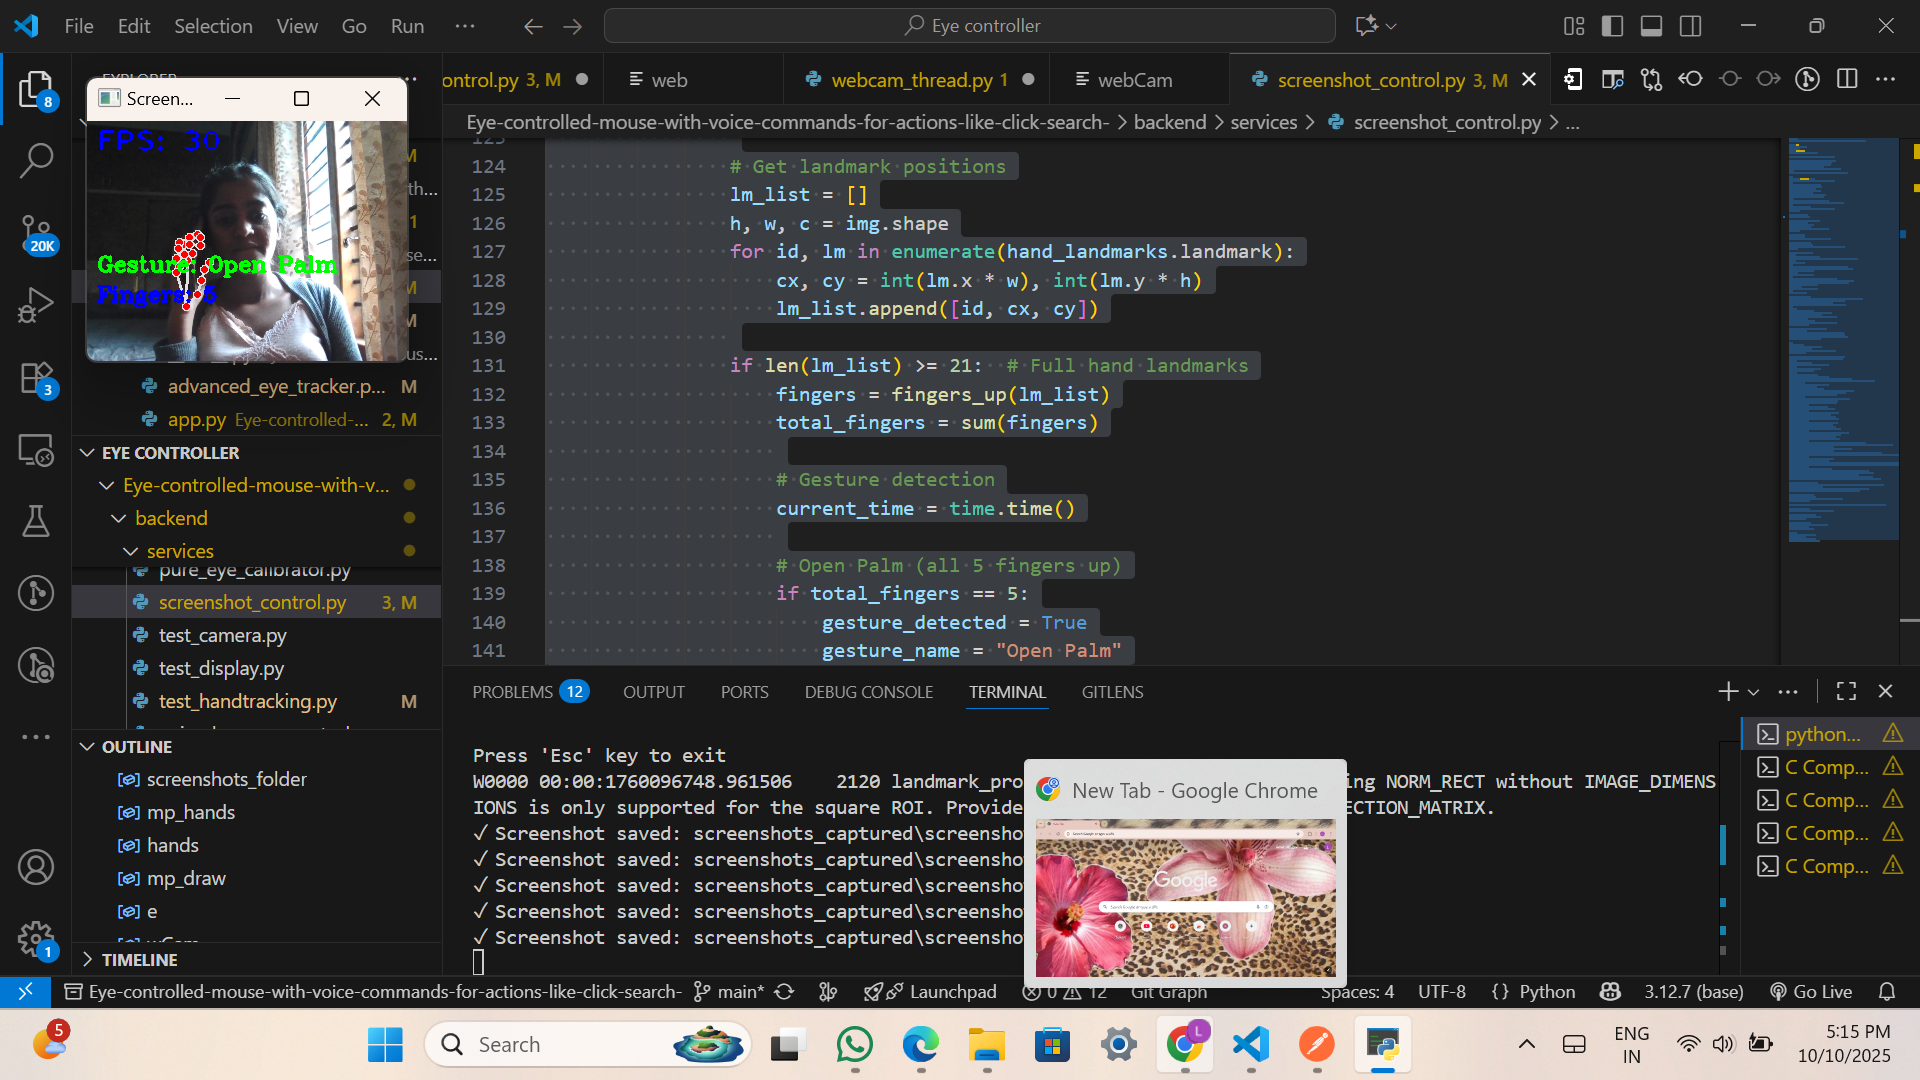 File Edit Selection View Go Run ···
Eye controller
EXPLORER
ontrol.py 3, M
web
webcam_thread.py 1
webCam
screenshot_control.py 3, M
Eye-controlled-mouse-with-voice-commands-for-actions-like-click-search- > backend > services > screenshot_control.py > ...
Screen...
FPS: 30
Gesture: Open Palm
Fingers: 5
8
20K
3
1
advanced_eye_tracker.p... M
app.py Eye-controlled-... 2, M
EYE CONTROLLER
Eye-controlled-mouse-with-v...
backend
services
pure_eye_calibrator.py
screenshot_control.py 3, M
test_camera.py
test_display.py
test_handtracking.py M
OUTLINE
screenshots_folder
mp_hands
hands
mp_draw
e
wCam
TIMELINE
124 # Get landmark positions
125 lm_list = []
126 h, w, c = img.shape
127 for id, lm in enumerate(hand_landmarks.landmark):
128 cx, cy = int(lm.x * w), int(lm.y * h)
129 lm_list.append([id, cx, cy])
130
131 if len(lm_list) >= 21: # Full hand landmarks
132 fingers = fingers_up(lm_list)
133 total_fingers = sum(fingers)
134
135 # Gesture detection
136 current_time = time.time()
137
138 # Open Palm (all 5 fingers up)
139 if total_fingers == 5:
140 gesture_detected = True
141 gesture_name = "Open Palm"
PROBLEMS 12 OUTPUT PORTS DEBUG CONSOLE TERMINAL GITLENS
Press 'Esc' key to exit
W0000 00:00:1760096748.961506 2120 landmark_pro ing NORM_RECT without IMAGE_DIMENS
IONS is only supported for the square ROI. Provide ECTION_MATRIX.
✓ Screenshot saved: screenshots_captured\screensho
✓ Screenshot saved: screenshots_captured\screensho
✓ Screenshot saved: screenshots_captured\screensho
✓ Screenshot saved: screenshots_captured\screensho
✓ Screenshot saved: screenshots_captured\screensho
python...
C Comp...
C Comp...
C Comp...
C Comp...
New Tab - Google Chrome
Google
Eye-controlled-mouse-with-voice-commands-for-actions-like-click-search- main* Launchpad 0 12 Git Graph Spaces: 4 UTF-8 {} Python 3.12.7 (base) Go Live
5
Search
L
ENG
IN
5:15 PM
10/10/2025